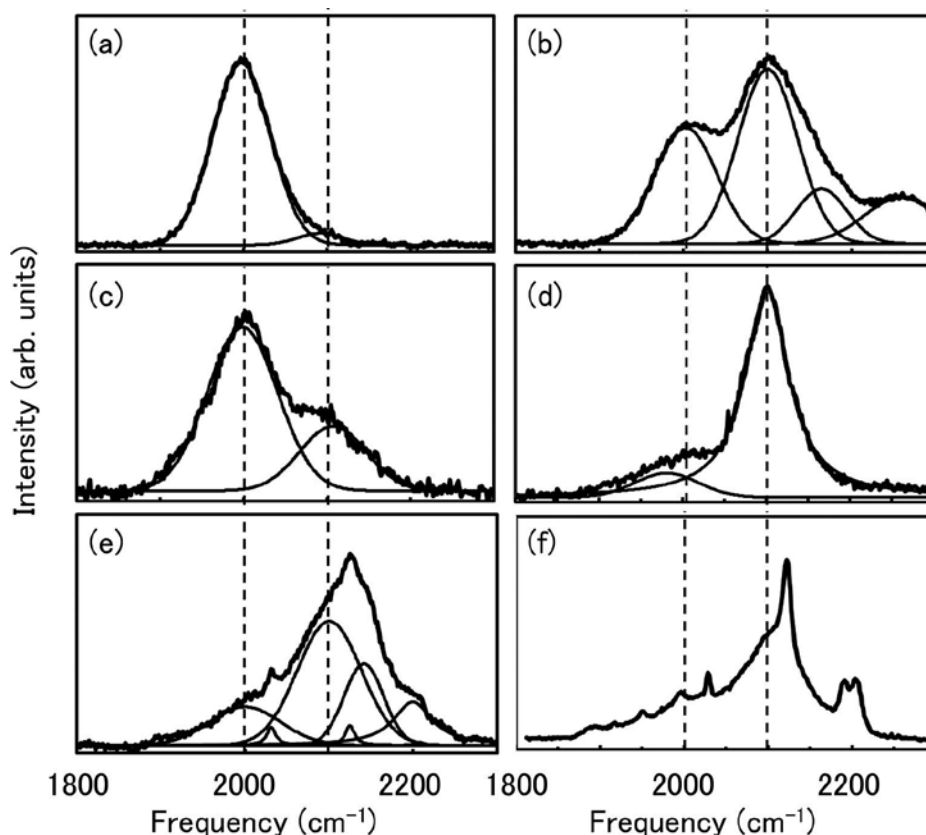 (a)
(b)
(c)
(d)
(e)
(f)
Intensity (arb. units)
1800 2000 2200 1800 2000 2200
Frequency (cm⁻¹) Frequency (cm⁻¹)